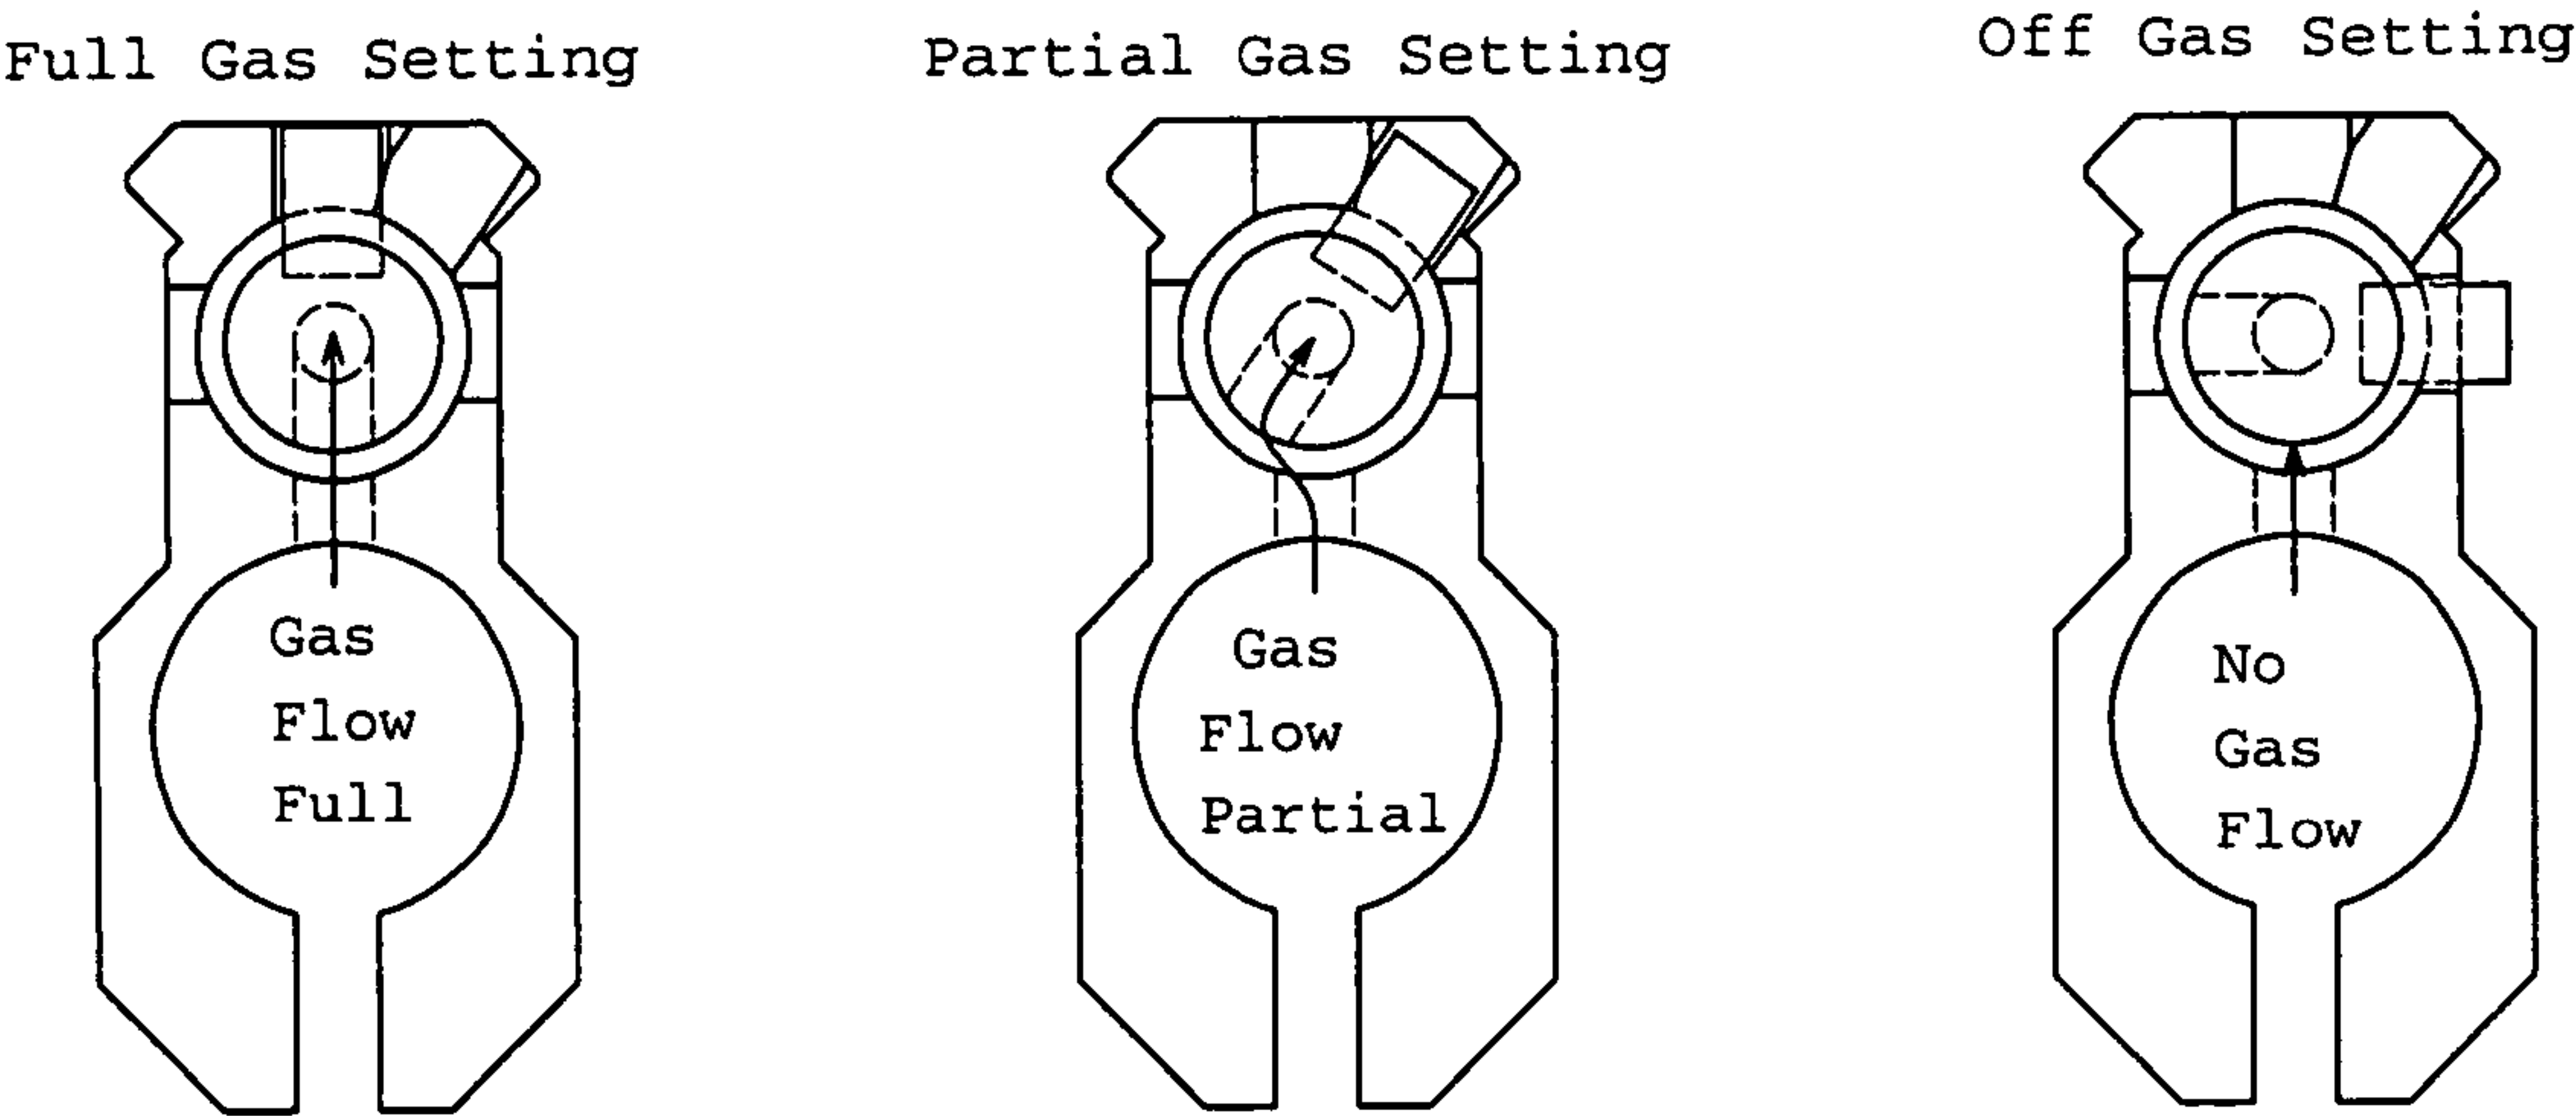 Full Gas Setting
Partial Gas Setting
Off Gas Setting
Gas
Flow
Full
Gas
Flow
Partial
No
Gas
Flow